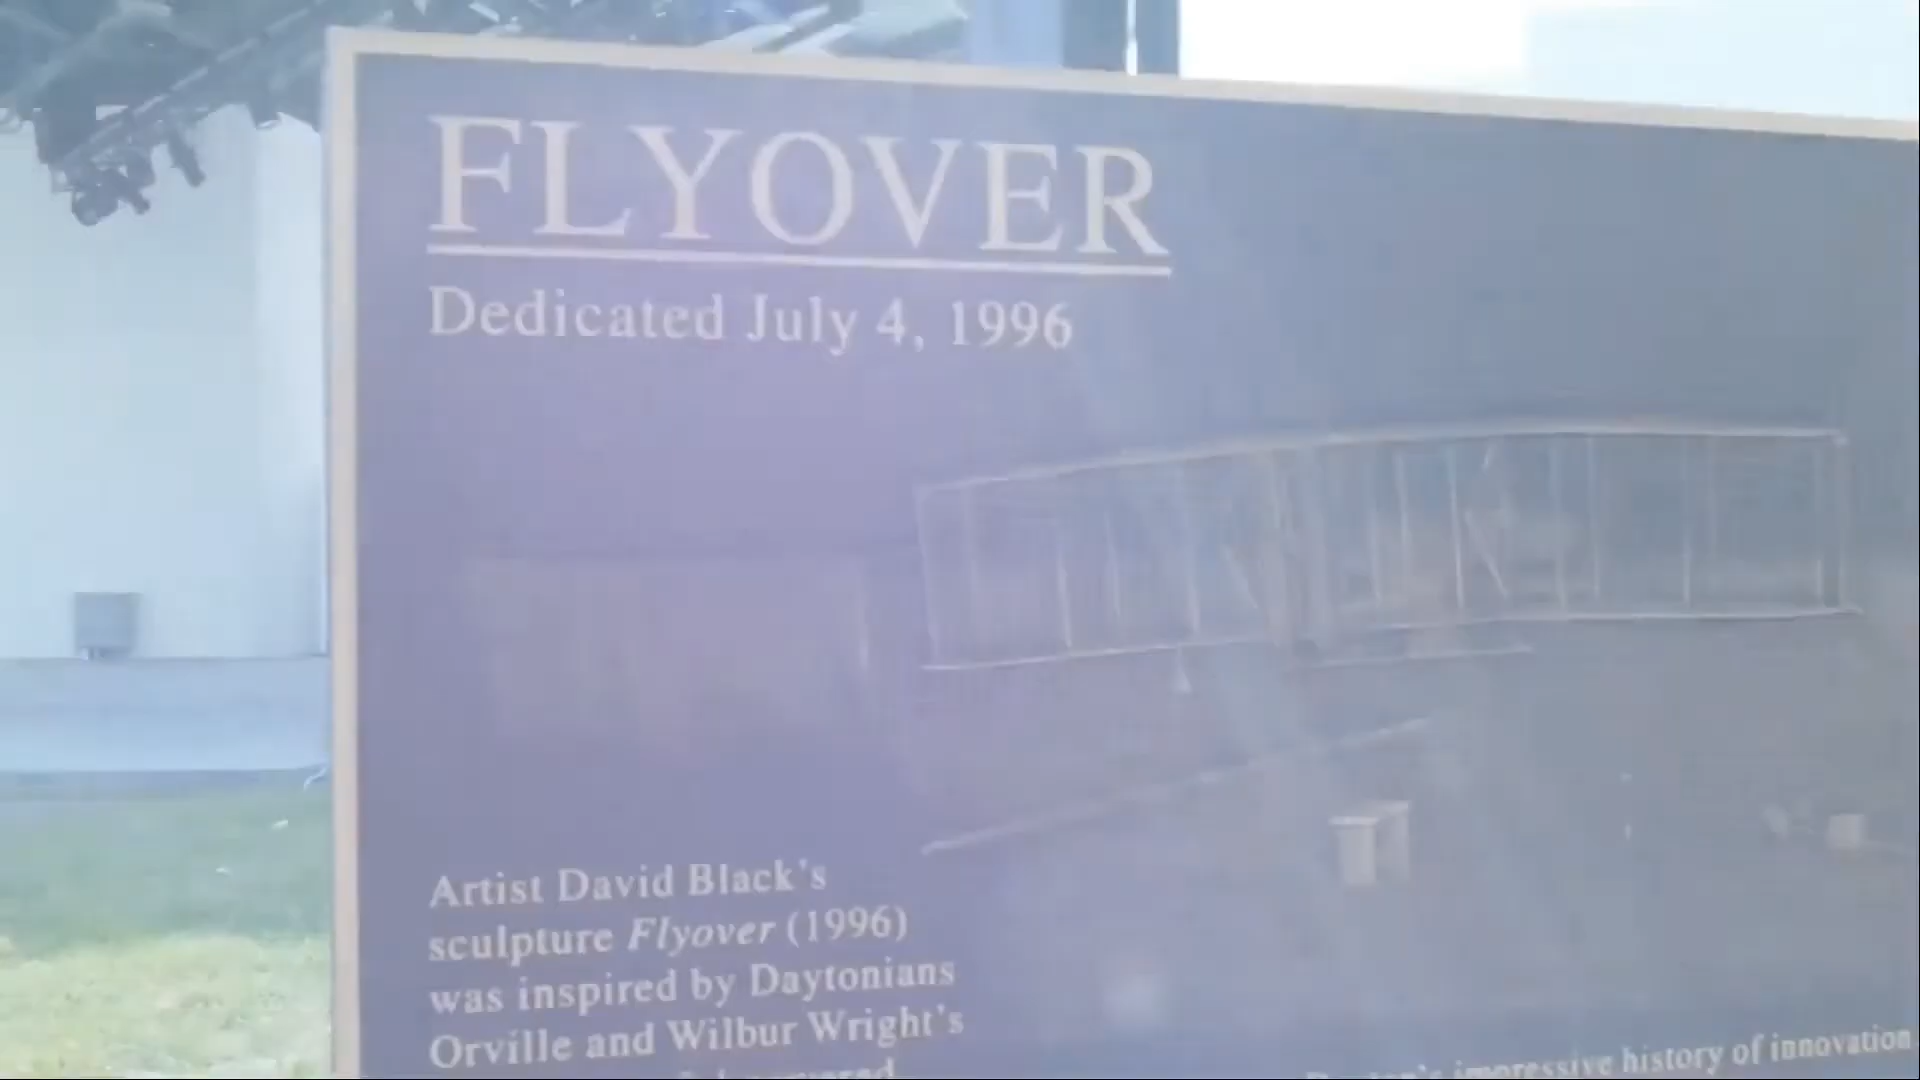 FLYOVER
Dedicated July 4, 1996
Artist David Black's
sculpture Flyover (1996)
was inspired by Daytonians
Orville and Wilbur Wright's
impressive history of innovation